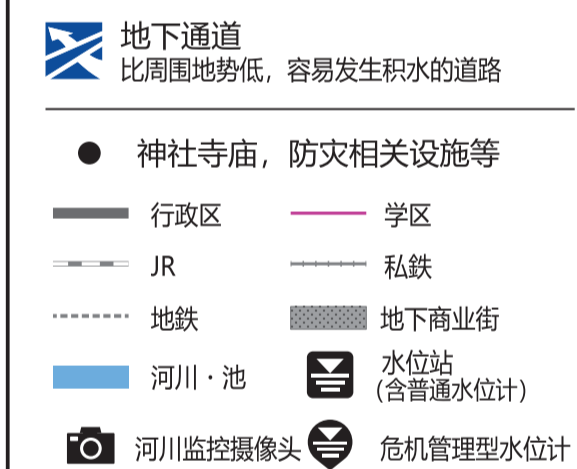 地下通道
比周围地势低，容易发生积水的道路
神社寺庙，防灾相关设施等
行政区
学区
JR
私鉄
地鉄
地下商业街
河川・池
水位站
（含普通水位计）
河川监控摄像头
危机管理型水位计